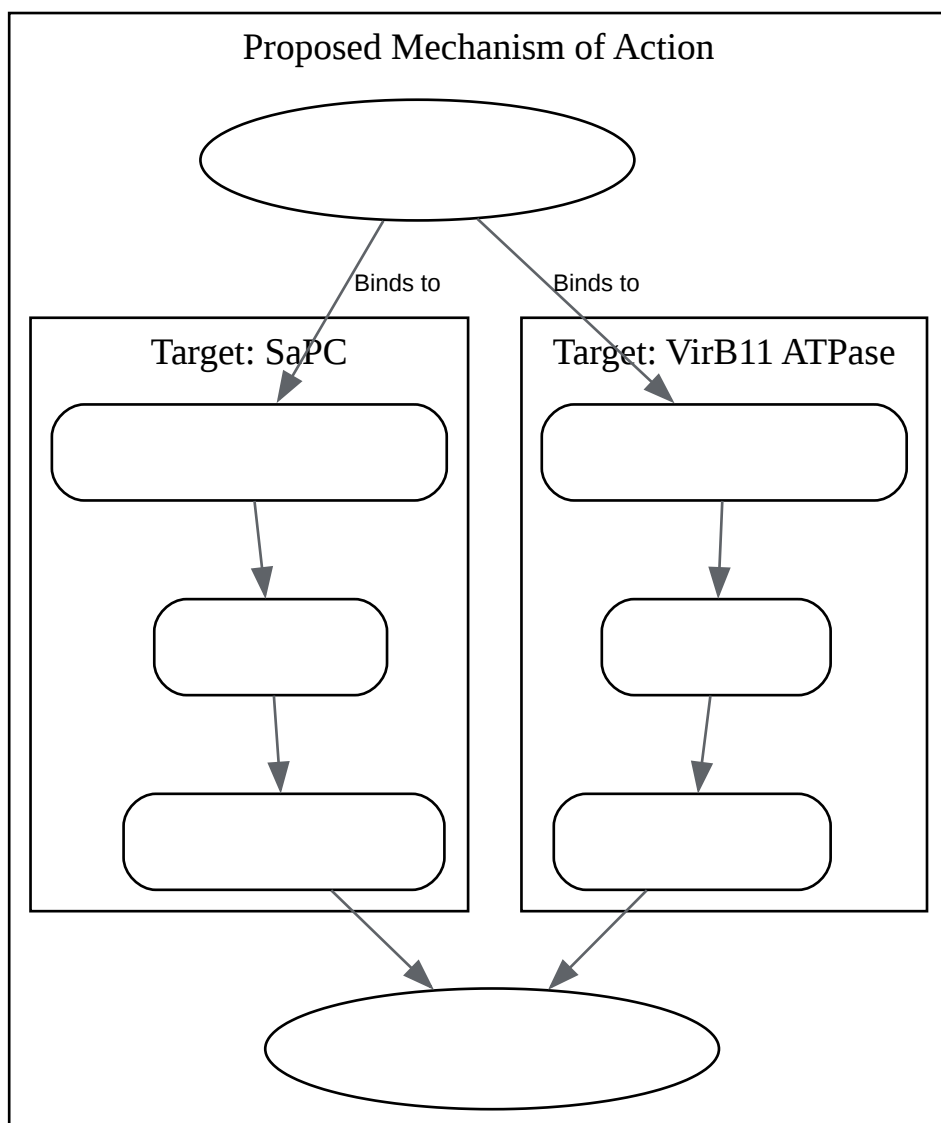 Proposed Mechanism of Action
Binds to
Binds to
Target: SaPC
Target: VirB11 ATPase